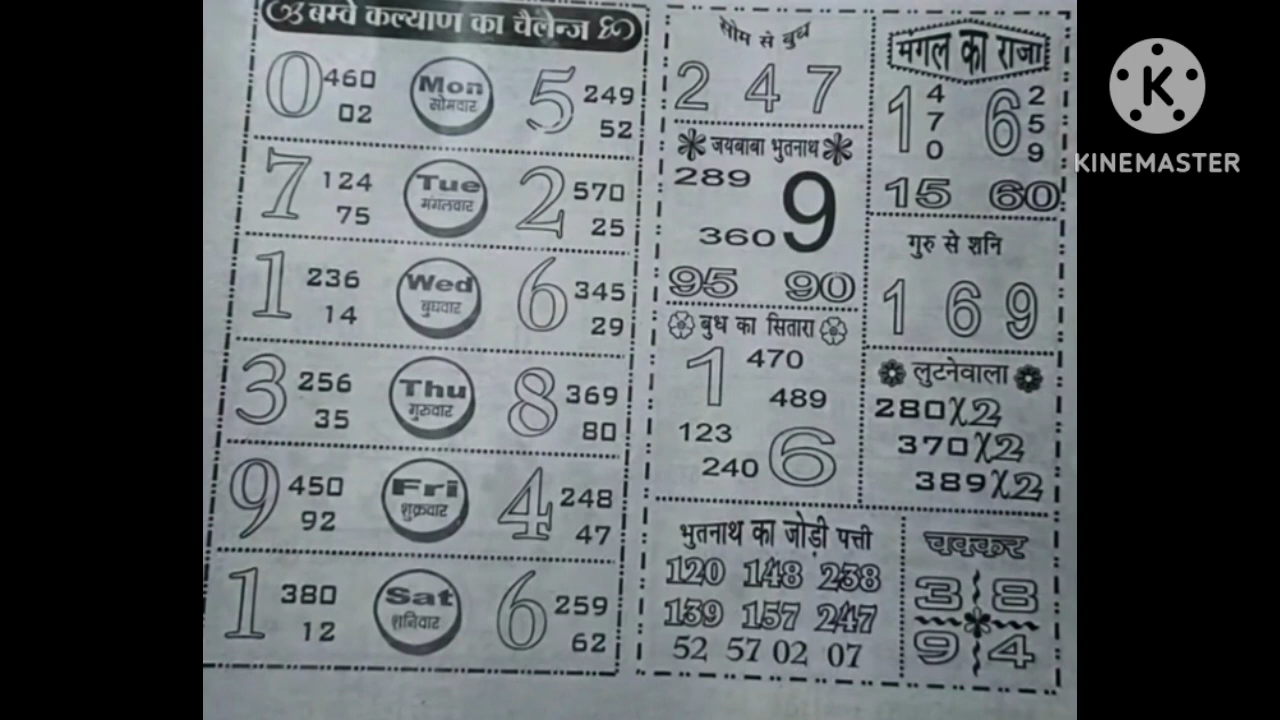 बम्वे कल्याण का चैलेन्ज
0 460 Mon 5 249
02 सोमवार 52
7 124 Tue 2 570
75 मंगलवार 25
1 236 Wed 6 345
14 बुधवार 29
3 256 Thu 8 369
35 गुरुवार 80
9 450 Fri 4 248
92 शुक्रवार 47
1 380 Sat 6 259
12 शनिवार 62
सोम से बुध
2 4 7
जयबाबा भुतनाथ
289 9
360
95 90
बुध का सितारा
1 470
489
123 6
240
मंगल का राजा
1 4 6 2
7 5
0 9
15 60
गुरु से शनि
1 6 9
लुटनेवाला
280X2
370X2
389X2
भुतनाथ का जोड़ी पत्ती
120 148 238
139 157 247
52 57 02 07
चक्कर
3 8
9 4
K
KINEMASTER